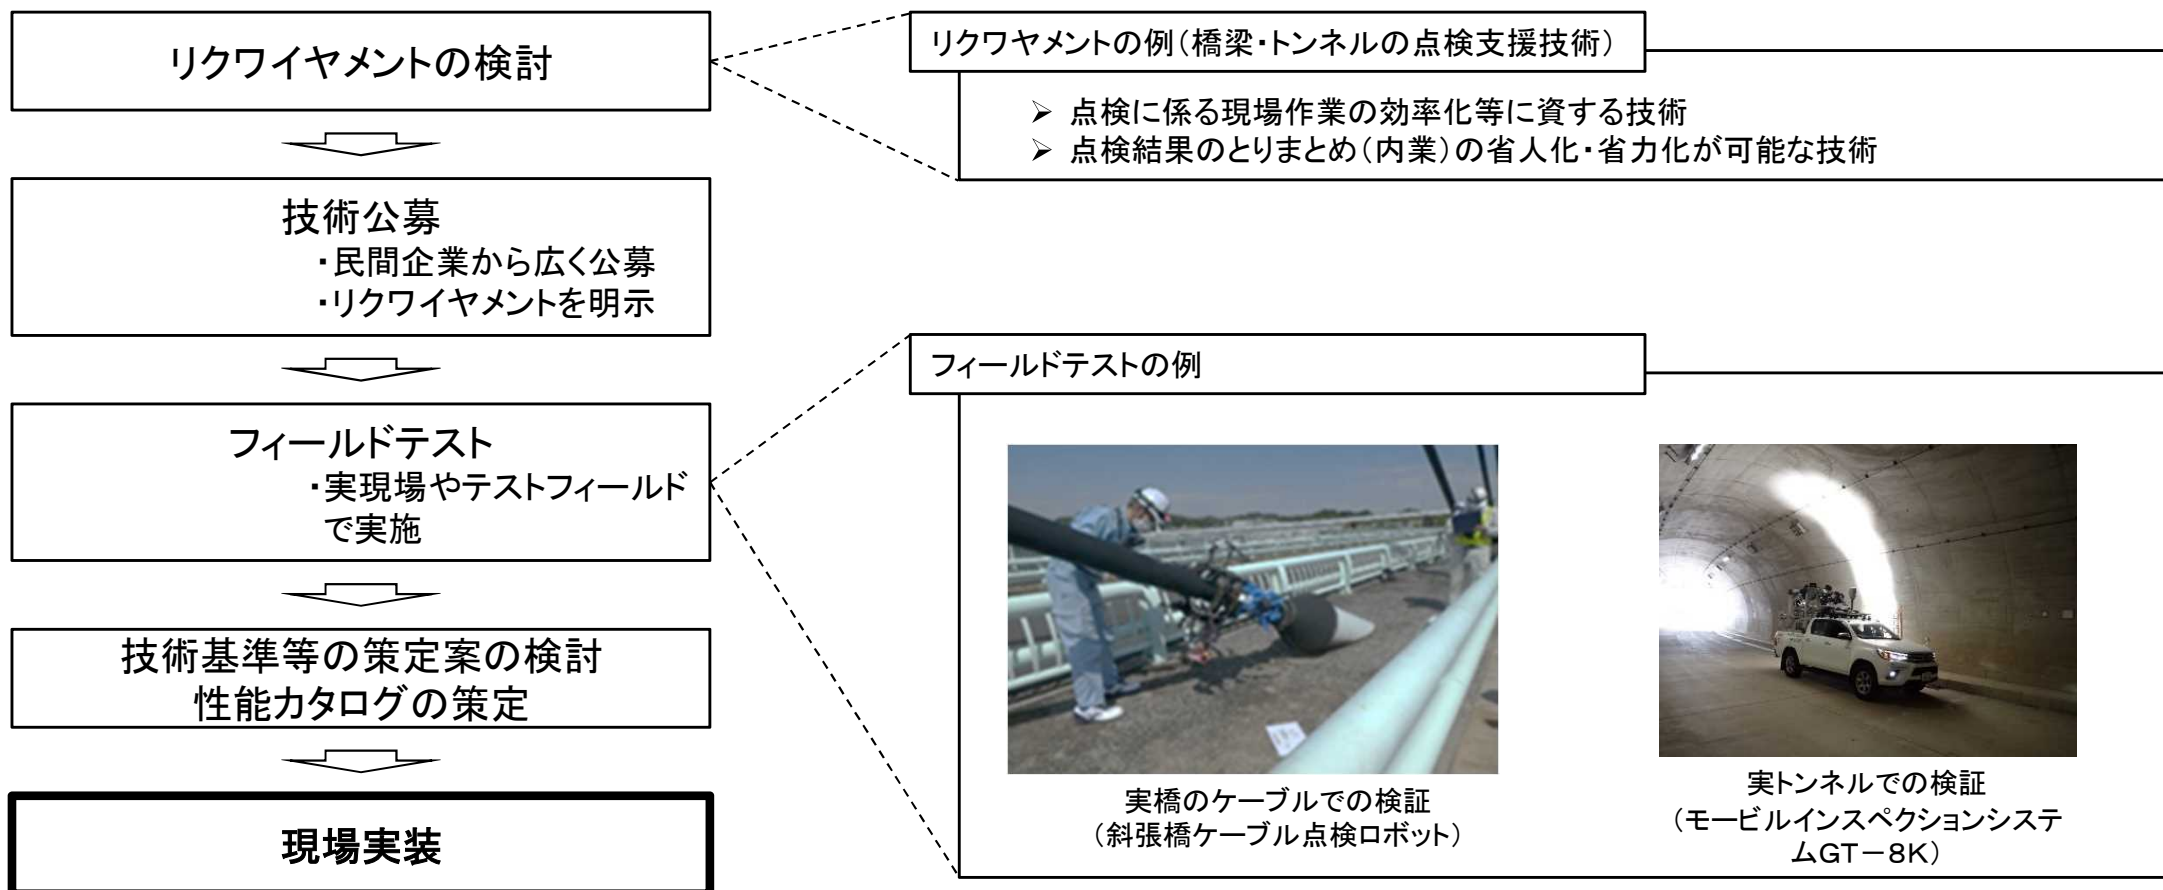 リクワイヤメントの検討
技術公募
・民間企業から広く公募
・リクワイヤメントを明示
フィールドテスト
・実現場やテストフィールド
で実施
技術基準等の策定案の検討
性能カタログの策定
現場実装
リクワヤメントの例（橋梁・トンネルの点検支援技術）
➢ 点検に係る現場作業の効率化等に資する技術
➢ 点検結果のとりまとめ（内業）の省人化・省力化が可能な技術
フィールドテストの例
実橋のケーブルでの検証
（斜張橋ケーブル点検ロボット）
実トンネルでの検証
（モービルインスペクションシステ
ムGT－8K）